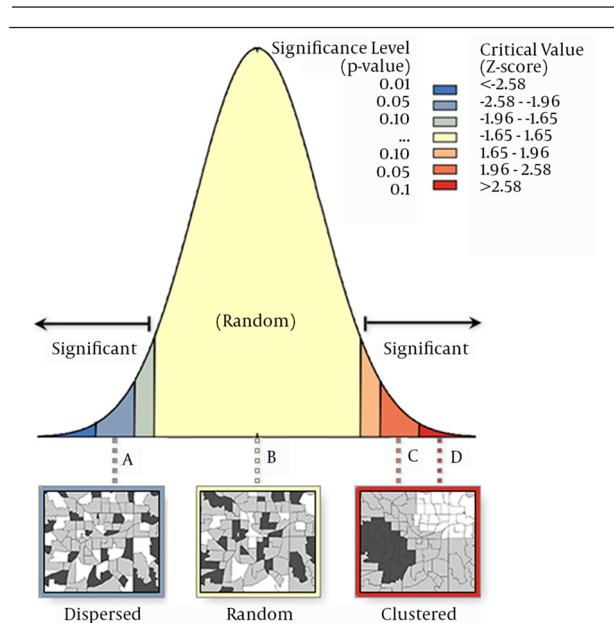 Significance Level
(p-value)
Critical Value
(Z-score)
0.01 <-2.58
0.05 -2.58 - -1.96
0.10 -1.96 - -1.65
... -1.65 - 1.65
0.10 1.65 - 1.96
0.05 1.96 - 2.58
0.1 >2.58
(Random)
Significant
Significant
A
B
C
D
Dispersed
Random
Clustered